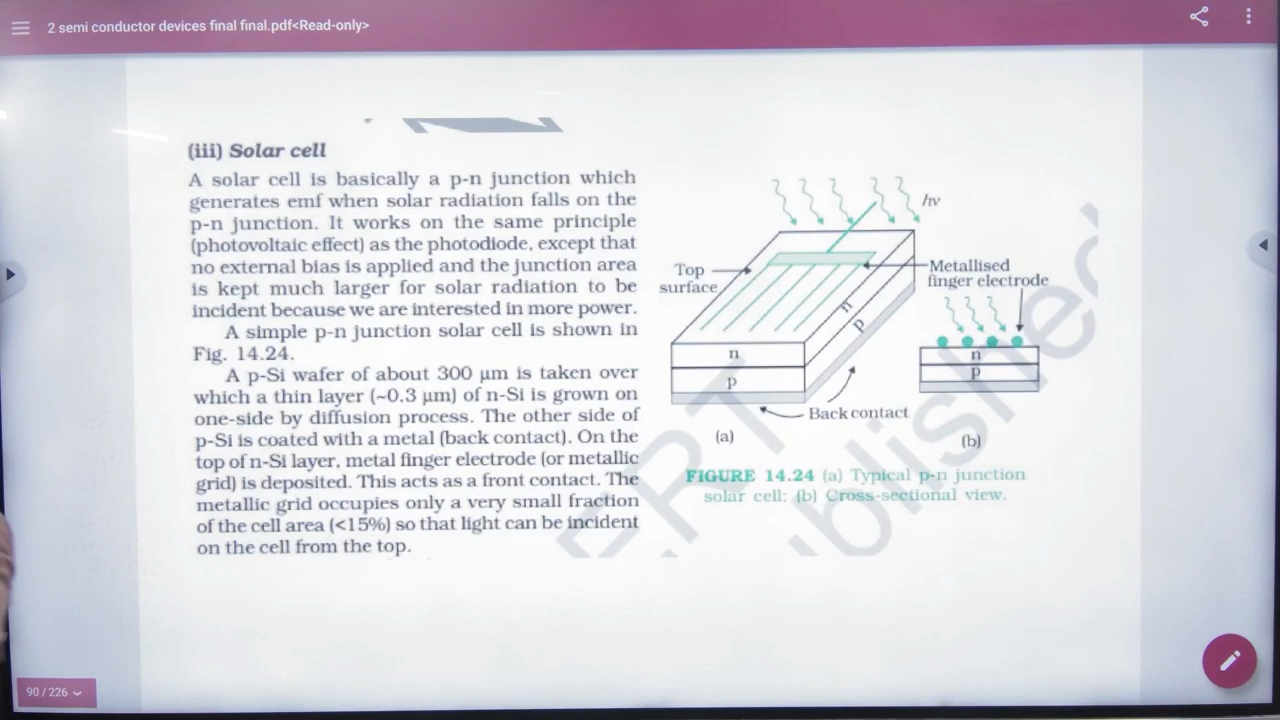 2 semi conductor devices final final.pdf<Read-only>
(iii) Solar cell
A solar cell is basically a p-n junction which
generates emf when solar radiation falls on the
p-n junction. It works on the same principle
(photovoltaic effect) as the photodiode, except that
no external bias is applied and the junction area
is kept much larger for solar radiation to be
incident because we are interested in more power.
A simple p-n junction solar cell is shown in
Fig. 14.24.
A p-Si wafer of about 300 μm is taken over
which a thin layer (~0.3 μm) of n-Si is grown on
one-side by diffusion process. The other side of
p-Si is coated with a metal (back contact). On the
top of n-Si layer, metal finger electrode (or metallic
grid) is deposited. This acts as a front contact. The
metallic grid occupies only a very small fraction
of the cell area (<15%) so that light can be incident
on the cell from the top.
hν
Top
surface
Metallised
finger electrode
n
p
n
p
n
p
Back contact
(a)
(b)
FIGURE 14.24 (a) Typical p-n junction
solar cell; (b) Cross-sectional view.
ERT
blished
90 / 226